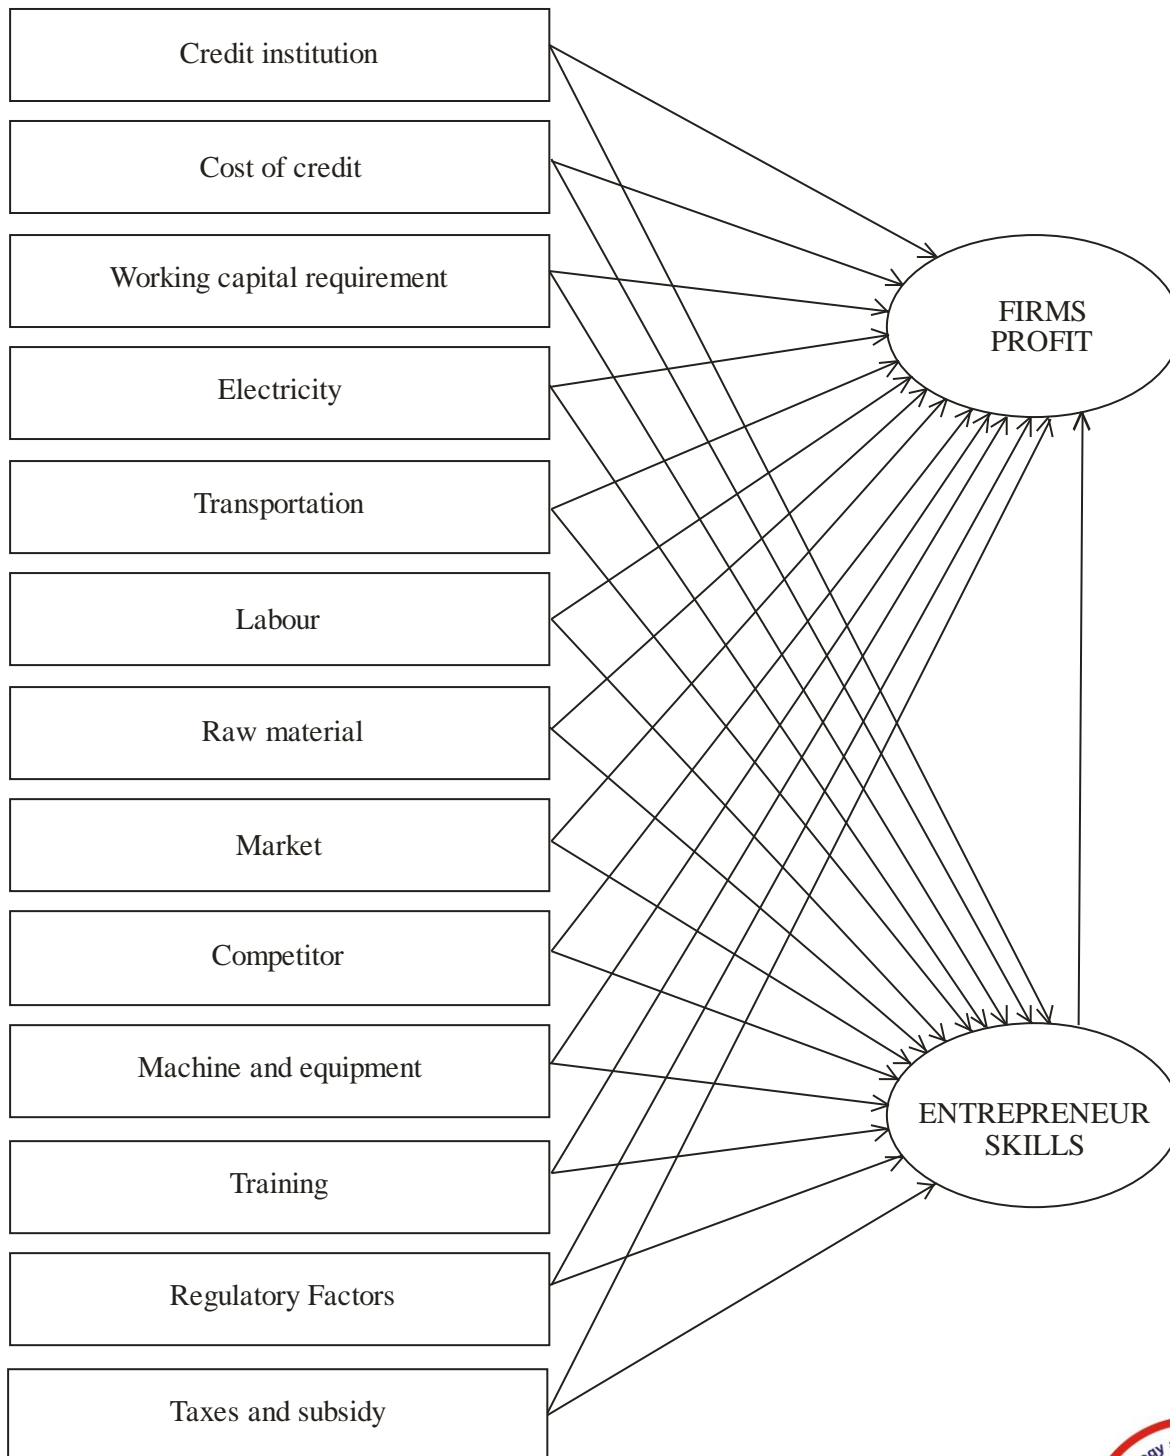 Credit institution
Cost of credit
Working capital requirement
Electricity
Transportation
Labour
Raw material
Market
Competitor
Machine and equipment
Training
Regulatory Factors
Taxes and subsidy
FIRMS
PROFIT
ENTREPRENEUR
SKILLS